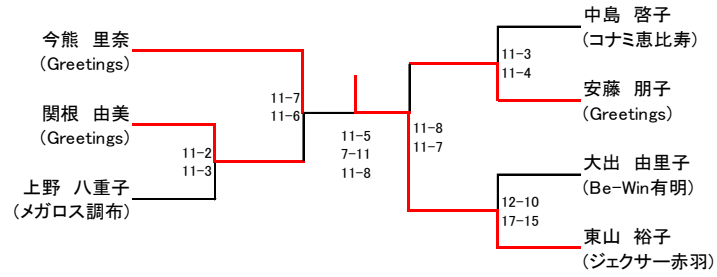 今熊　里奈
(Greetings)
関根　由美
(Greetings)
上野　八重子
(メガロス調布)
11-7
11-6
11-2
11-3
11-5
7-11
11-8
11-8
11-7
11-3
11-4
12-10
17-15
中島　啓子
(コナミ恵比寿)
安藤　朋子
(Greetings)
大出　由里子
(Be-Win有明)
東山　裕子
(ジェクサー赤羽)